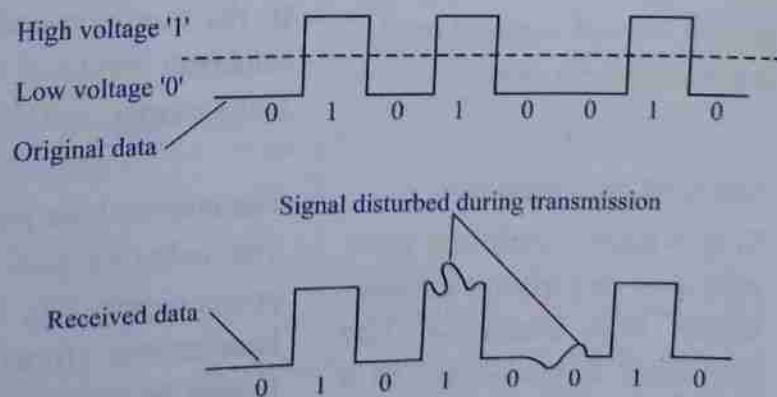 High voltage '1'
Low voltage '0'
0 1 0 1 0 0 1 0
Original data
Signal disturbed during transmission
Received data
0 1 0 1 0 0 1 0